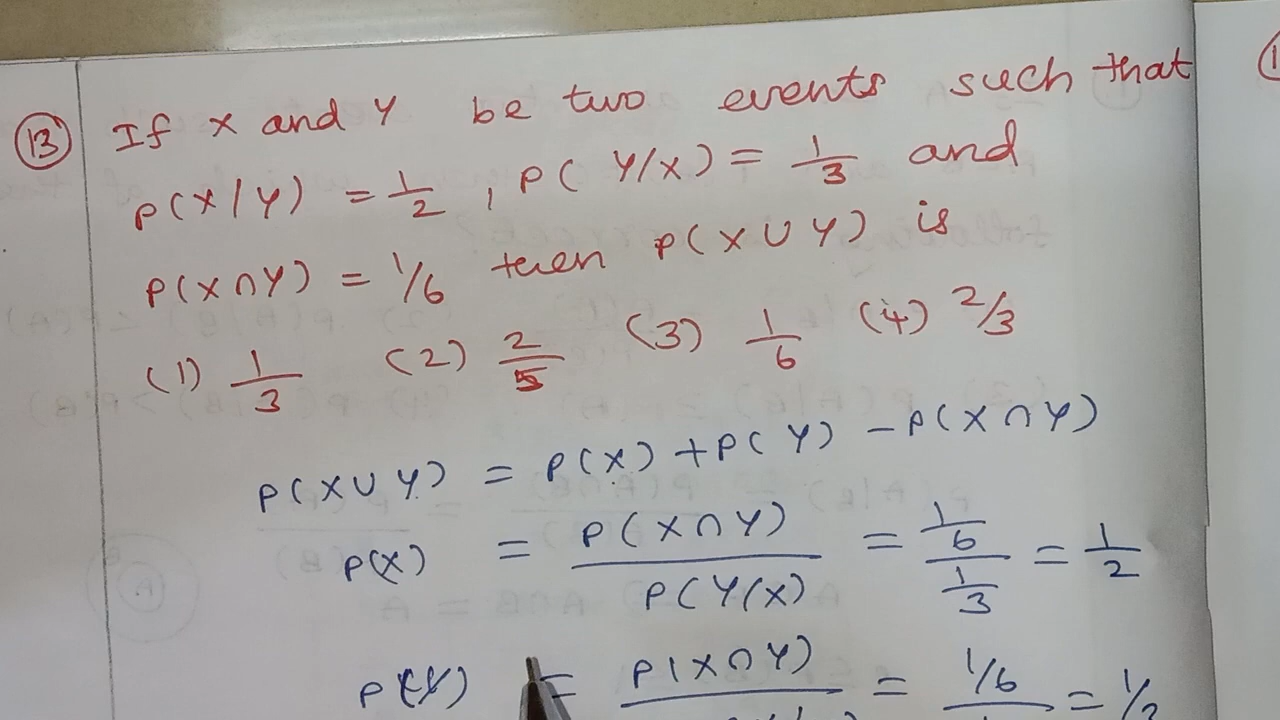 (13) If X and Y be two events such that
P(X/Y) = 1/2 , P(Y/X) = 1/3 and
P(X∩Y) = 1/6 then P(X∪Y) is
(1) 1/3 (2) 2/5 (3) 1/6 (4) 2/3
P(X∪Y) = P(X) + P(Y) - P(X∩Y)
P(X) = P(X∩Y) / P(Y/X) = 1/6 / 1/3 = 1/2
P(Y) = P(X∩Y) = 1/6 = 1/